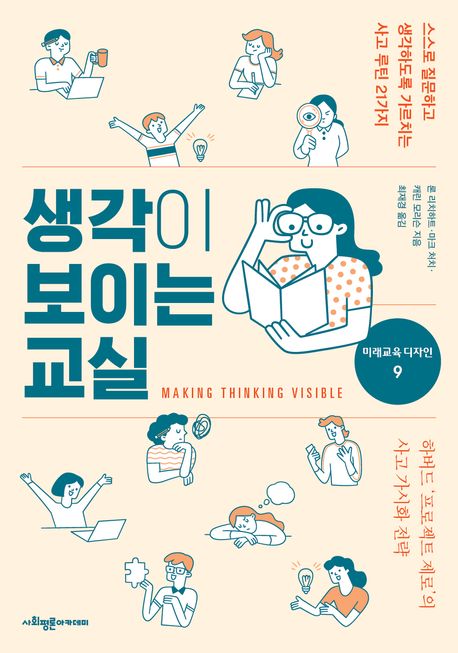 스스로 질문하고
생각하도록 가르치는
사고 루틴 21가지
생각이
보이는
교실
MAKING THINKING VISIBLE
론 리치하트·마크 처치·
캐린 모리슨 지음
최재경 옮김
미래교육 디자인
9
하버드 '프로젝트 제로'의
사고 가시화 전략
사회평론아카데미